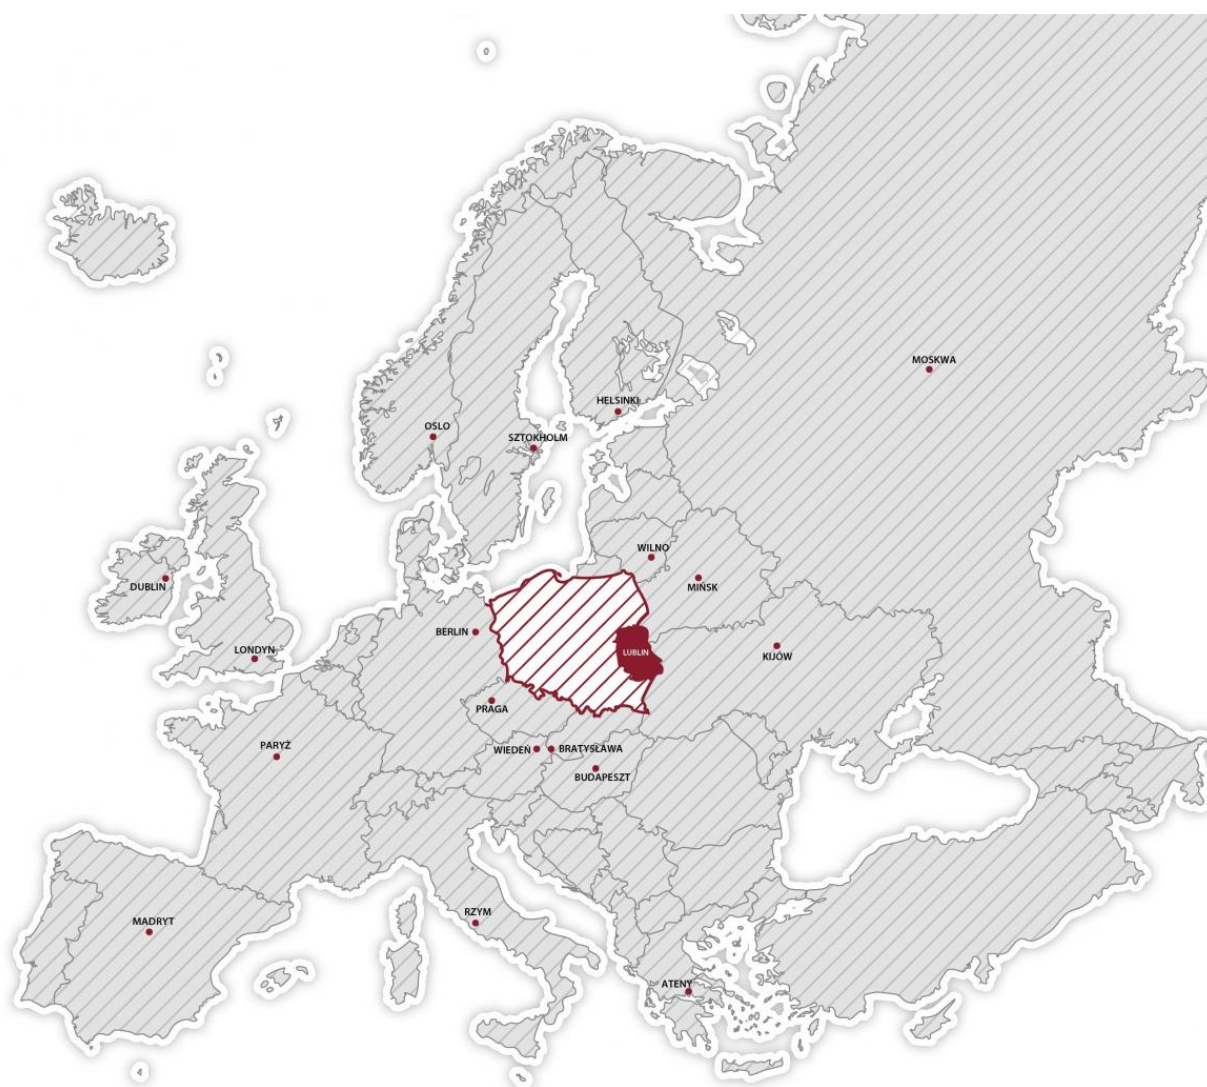 MOSKWA
HELSINKI
OSLO
SZTOKHOLM
WILNO
MIŃSK
DUBLIN
BERLIN
LONDYN
LUBLIN
KIJÓW
PRAGA
PARYŻ
WIEDEŃ
BRATYSŁAWA
BUDAPESZT
RZYM
MADRYT
ATENY